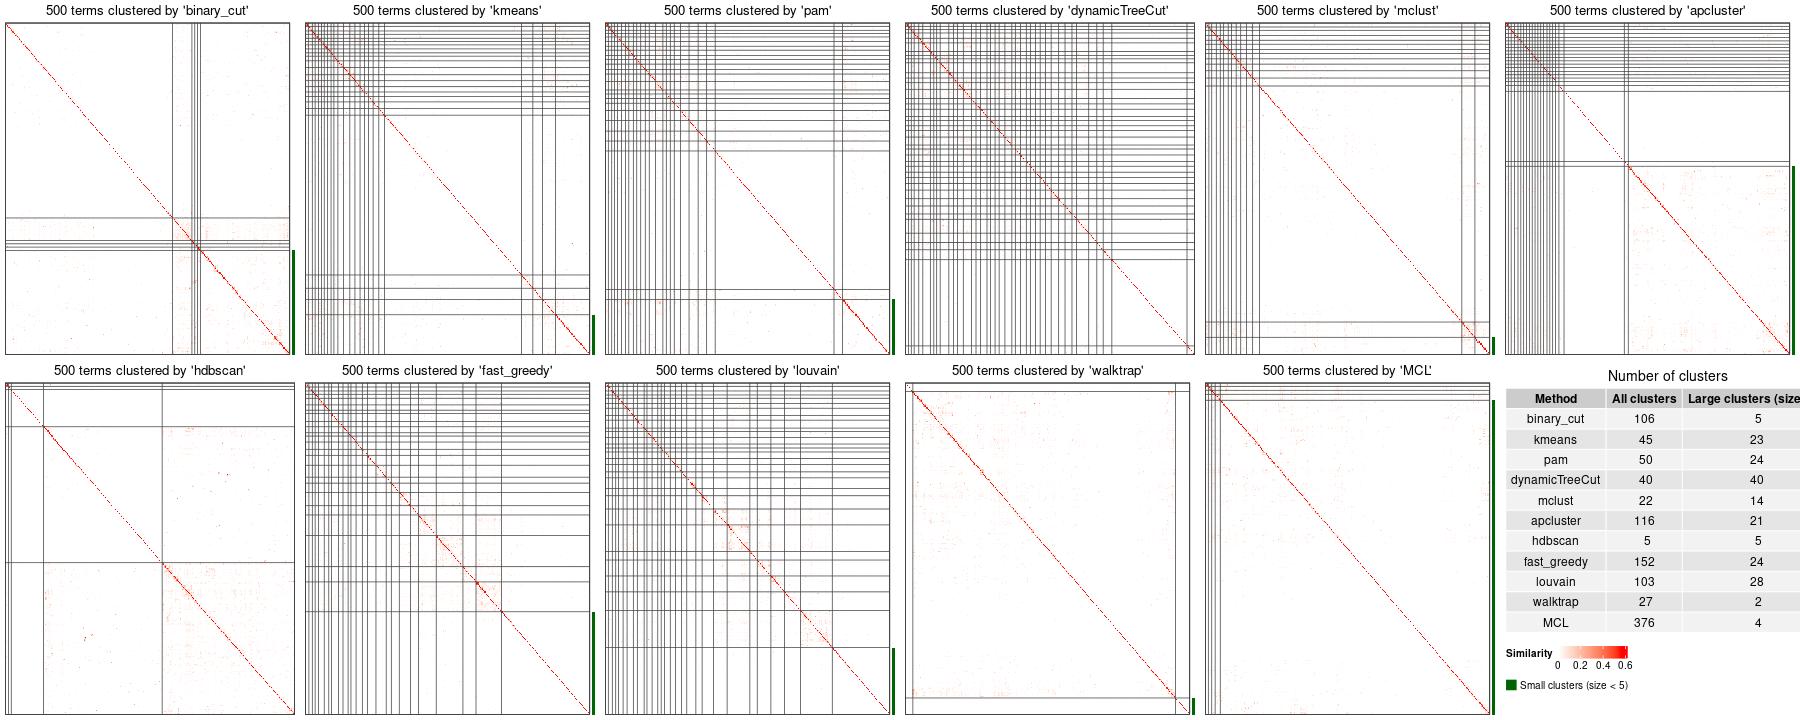 500 terms clustered by 'binary_cut'
500 terms clustered by 'kmeans'
500 terms clustered by 'pam'
500 terms clustered by 'dynamicTreeCut'
500 terms clustered by 'mclust'
500 terms clustered by 'apcluster'
500 terms clustered by 'hdbscan'
500 terms clustered by 'fast_greedy'
500 terms clustered by 'louvain'
500 terms clustered by 'walktrap'
500 terms clustered by 'MCL'
Number of clusters
Method All clusters Large clusters (size
binary_cut 106 5
kmeans 45 23
pam 50 24
dynamicTreeCut 40 40
mclust 22 14
apcluster 116 21
hdbscan 5 5
fast_greedy 152 24
louvain 103 28
walktrap 27 2
MCL 376 4
Similarity
0 0.2 0.4 0.6
Small clusters (size < 5)